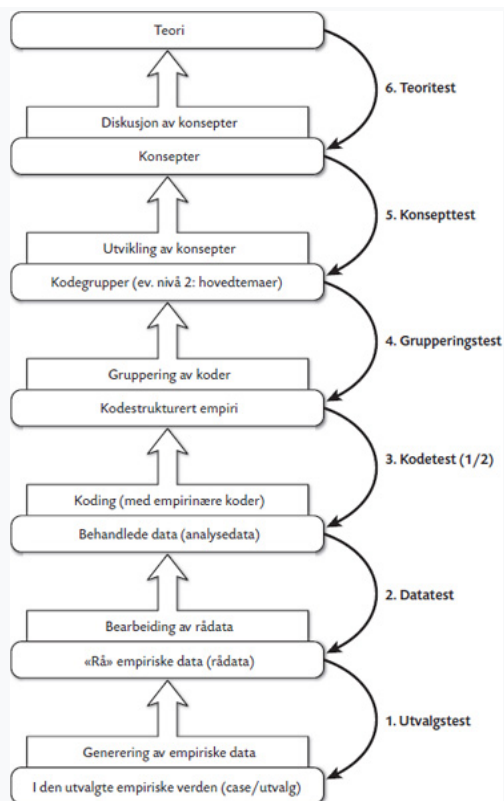 Teori
6. Teoritest
Diskusjon av konsepter
Konsepter
5. Konsepttest
Utvikling av konsepter
Kodegrupper (ev. nivå 2: hovedtemaer)
4. Grupperingstest
Gruppering av koder
Kodestrukturert empiri
3. Kodetest (1/2)
Koding (med empirinære koder)
Behandlede data (analysedata)
2. Datatest
Bearbeiding av rådata
«Rå» empiriske data (rådata)
1. Utvalgstest
Generering av empiriske data
I den utvalgte empiriske verden (case/utvalg)